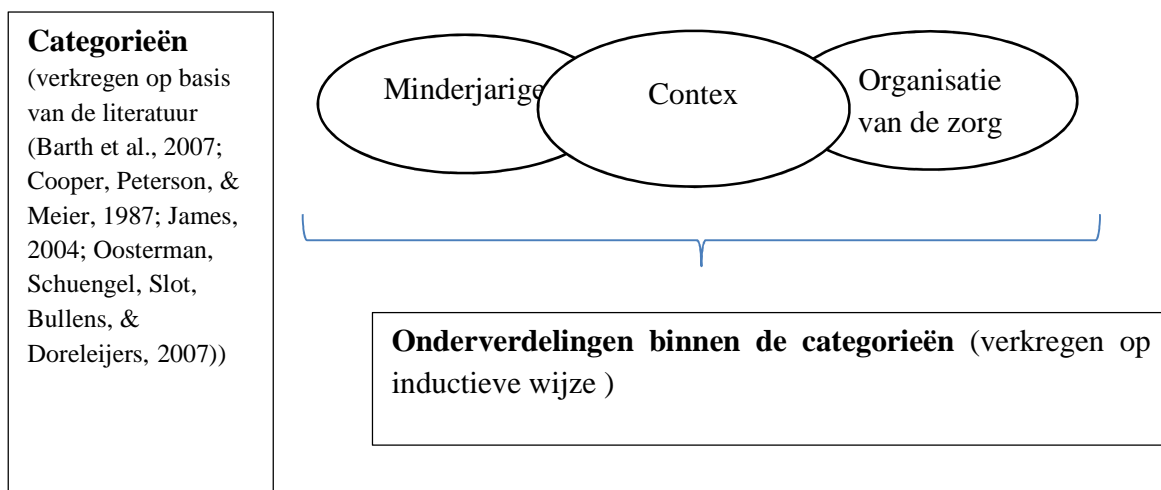 Categorieën
(verkregen op basis
van de literatuur
(Barth et al., 2007;
Cooper, Peterson, &
Meier, 1987; James,
2004; Oosterman,
Schuengel, Slot,
Bullens, &
Doreleijers, 2007))
Minderjarige
Contex
Organisatie
van de zorg
Onderverdelingen binnen de categorieën (verkregen op
inductieve wijze )